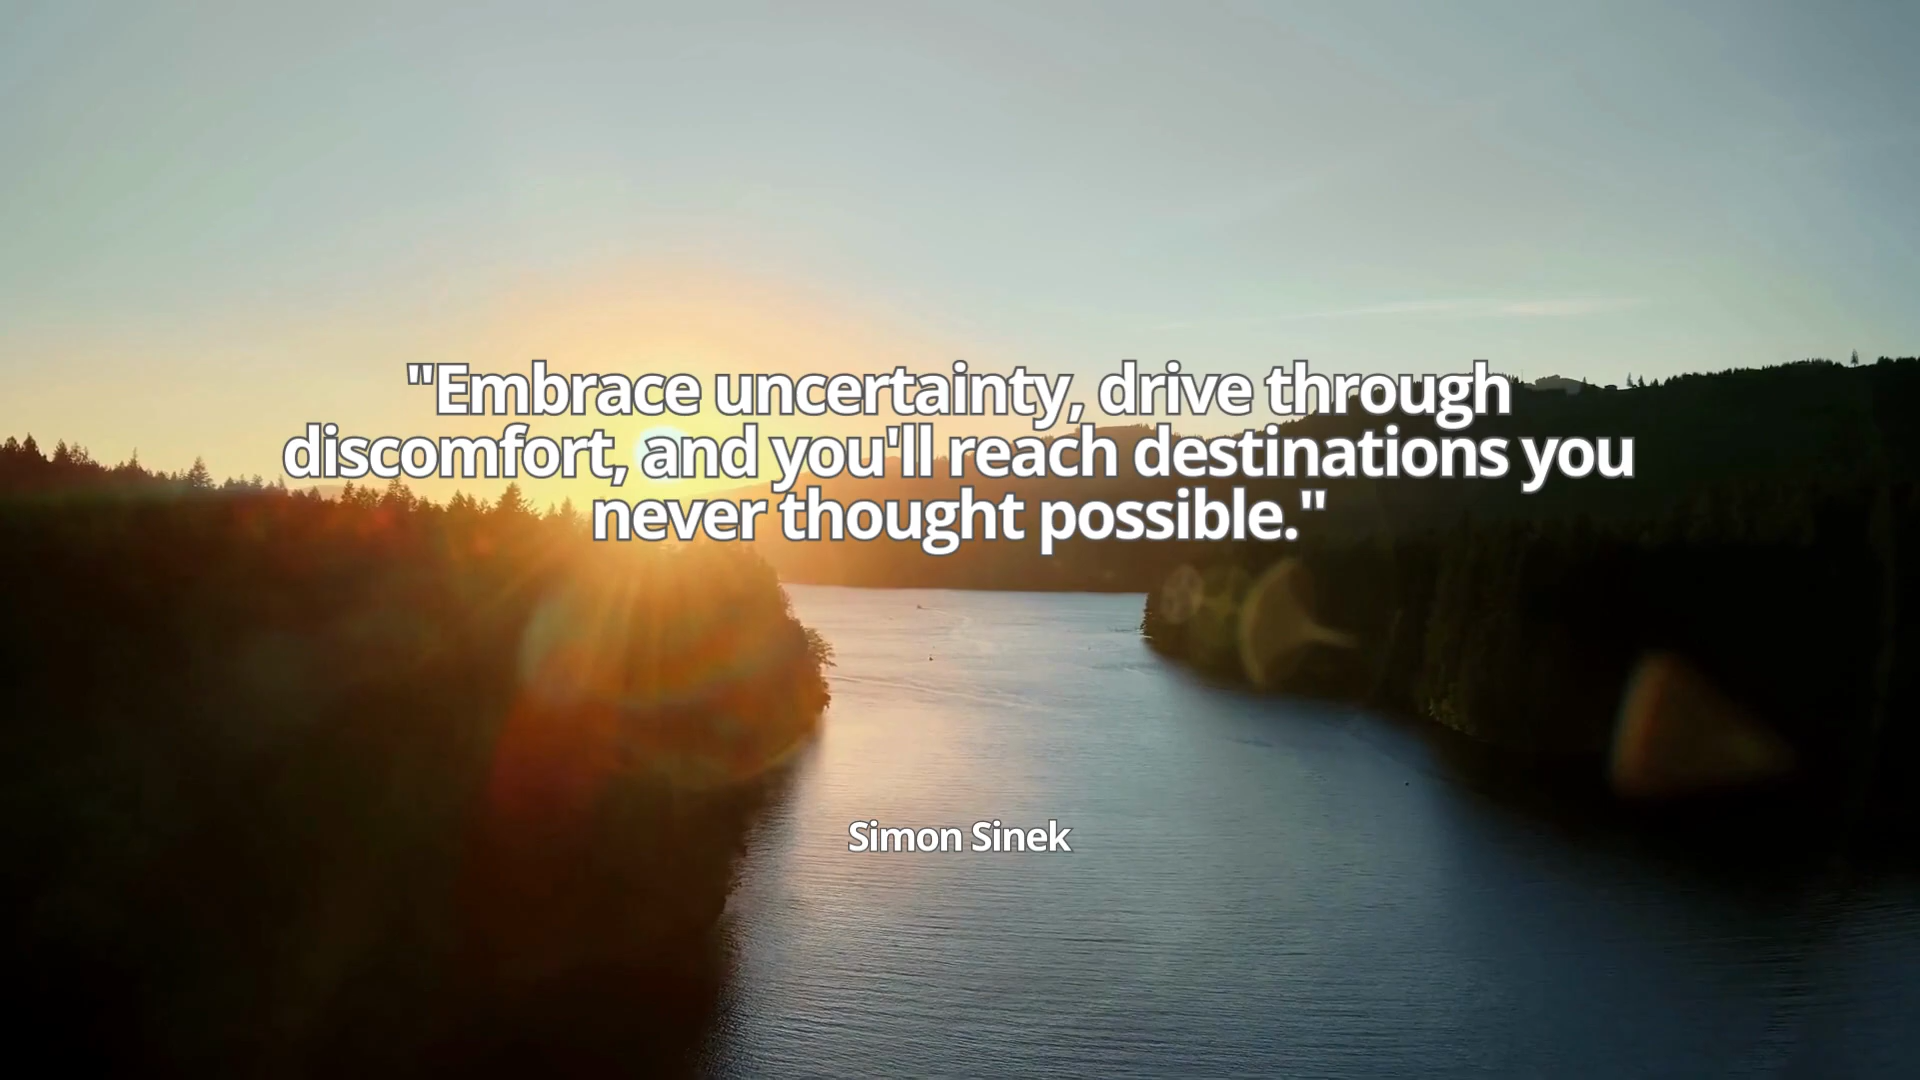 "Embrace uncertainty, drive through
discomfort, and you'll reach destinations you
never thought possible."
Simon Sinek